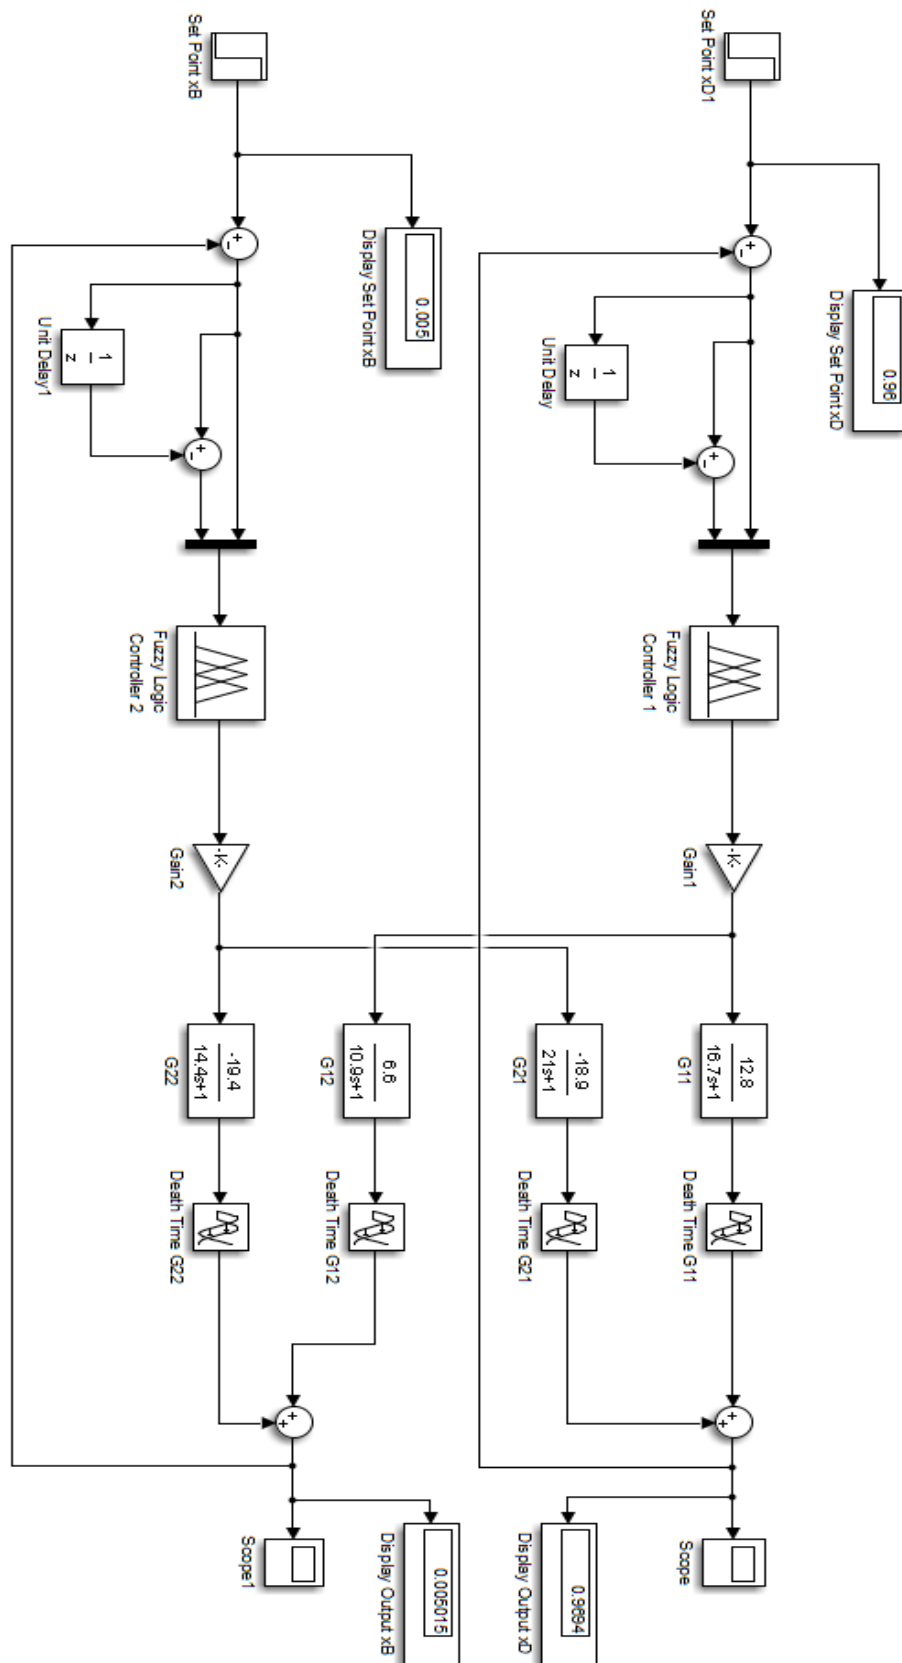 Set Point xD1
0.96
Display Set Point xD
+
-
1
z
Unit Delay
+
-
Fuzzy Logic
Controller 1
-K-
Gain1
12.8
16.7s+1
G11
Death Time G11
-18.9
21s+1
G21
Death Time G21
+
+
Scope
0.9694
Display Output xD
Set Point xB
0.005
Display Set Point xB
+
-
1
z
Unit Delay1
+
-
Fuzzy Logic
Controller 2
-K-
Gain2
6.6
10.9s+1
G12
Death Time G12
-19.4
14.4s+1
G22
Death Time G22
+
+
0.005015
Display Output xB
Scope1